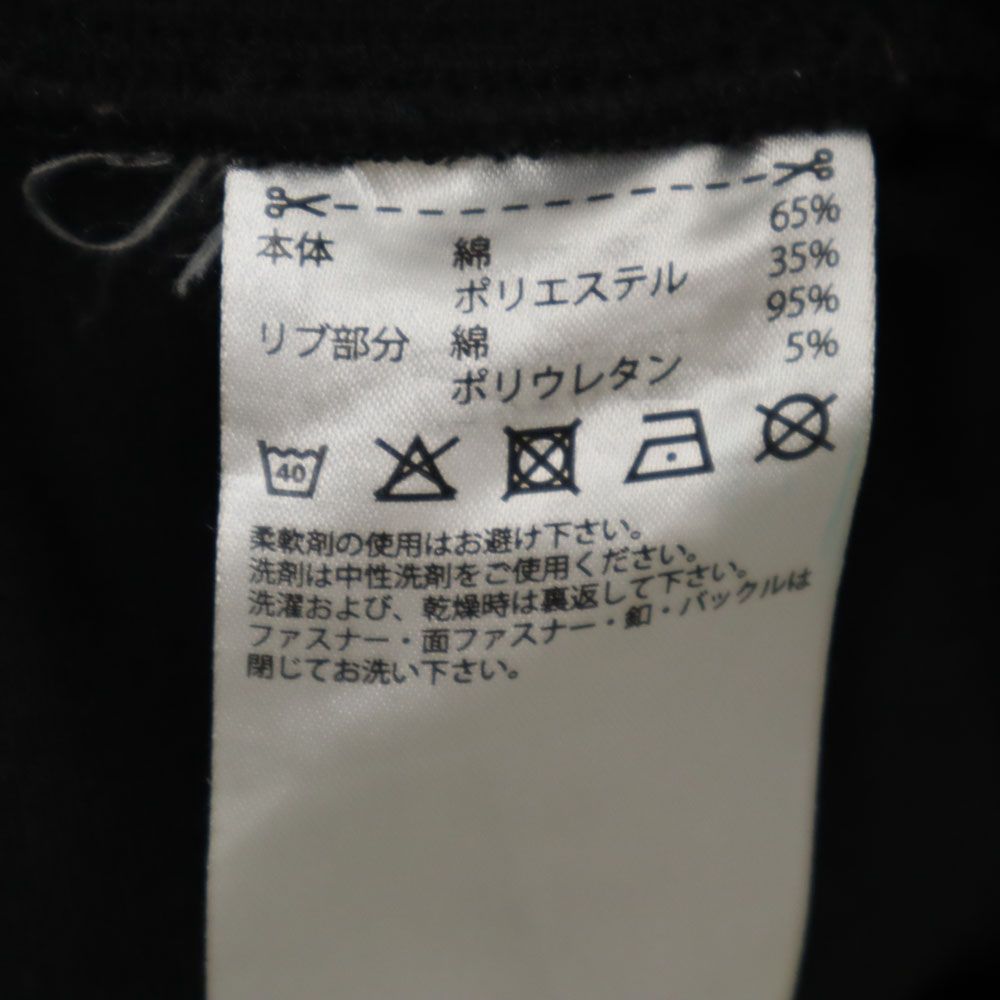 本体 綿 65%
ポリエステル 35%
リブ部分 綿 95%
ポリウレタン 5%
40
柔軟剤の使用はお避け下さい。
洗剤は中性洗剤をご使用ください。
洗濯および、乾燥時は裏返して下さい。
ファスナー・面ファスナー・釦・バックルは
閉じてお洗い下さい。